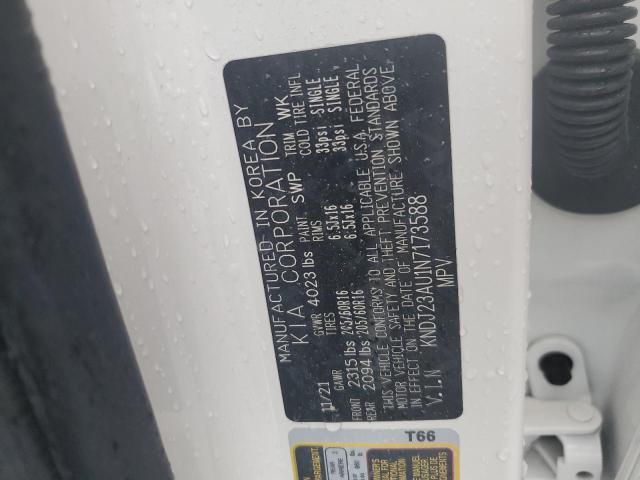 MANUFACTURED IN KOREA BY
KIA CORPORATION
11/21 GVWR 4023 lbs PAINT. SWP TRIM WK
GAWR TIRES RIMS COLD TIRE INFL
FRONT 2315 lbs 205/60R16 6.5Jx16 33psi SINGLE
REAR 2094 lbs 205/60R16 6.5Jx16 33psi SINGLE
THIS VEHICLE CONFORMS TO ALL APPLICABLE U.S.A. FEDERAL
MOTOR VEHICLE SAFETY AND THEFT PREVENTION STANDARDS
IN EFFECT ON THE DATE OF MANUFACTURE SHOWN ABOVE.
V.I.N KNDJ23AU1N7173588
MPV
T66